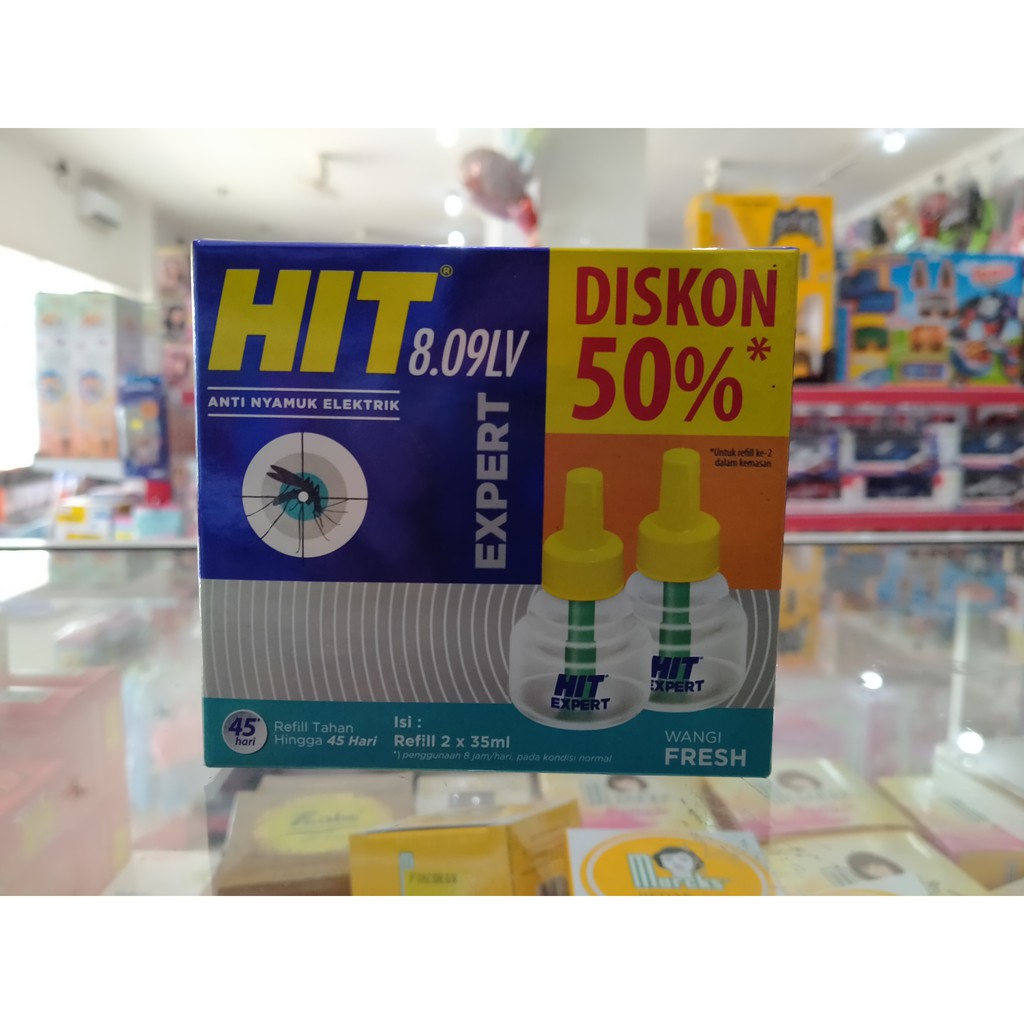 HIT®
8.09LV
ANTI NYAMUK ELEKTRIK
EXPERT
DISKON
50%*
*Untuk refill ke-2
dalam kemasan
HIT
EXPERT
HIT
EXPERT
45*
hari
Refill Tahan
Hingga 45 Hari
Isi :
Refill 2 x 35ml
*) penggunaan 8 jam/hari, pada kondisi normal
WANGI
FRESH
Marcks